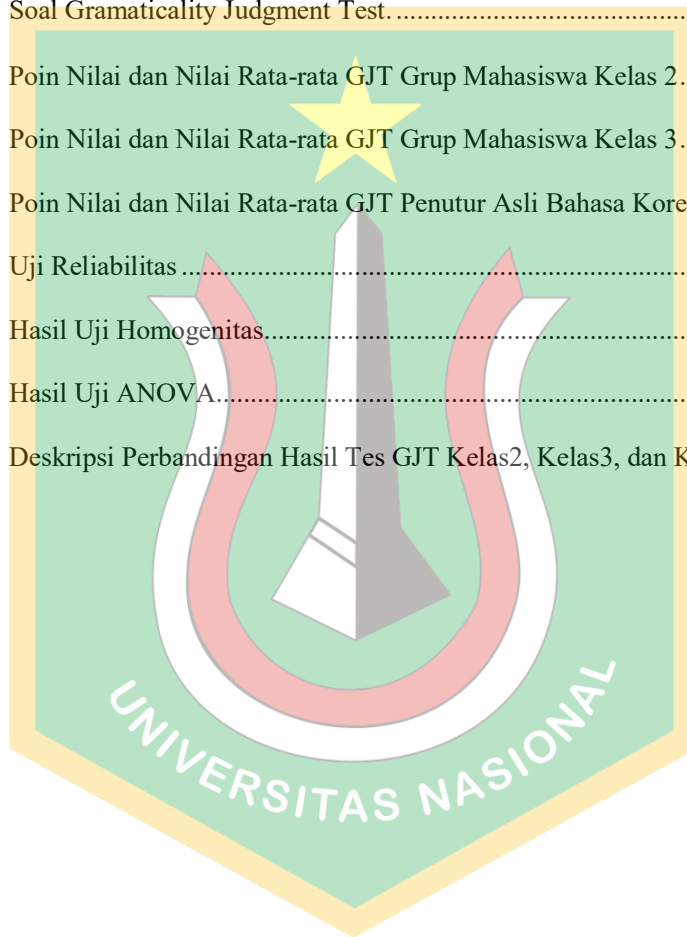 Soal Gramaticality Judgment Test...........................................
Poin Nilai dan Nilai Rata-rata GJT Grup Mahasiswa Kelas 2.
Poin Nilai dan Nilai Rata-rata GJT Grup Mahasiswa Kelas 3.
Poin Nilai dan Nilai Rata-rata GJT Penutur Asli Bahasa Kore
Uji Reliabilitas.......................................................................
Hasil Uji Homogenitas..........................................................
Hasil Uji ANOVA.................................................................
Deskripsi Perbandingan Hasil Tes GJT Kelas2, Kelas3, dan K
UNIVERSITAS NASIONAL